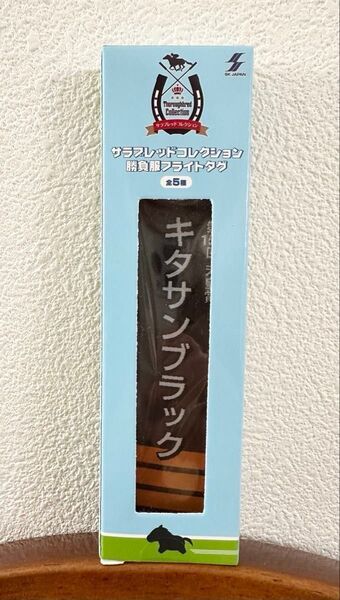 SK JAPAN
Thoroughbred
Collection
サラブレッドコレクション
サラブレッドコレクション
勝負服フライトタグ
全5種
キタサンブラック